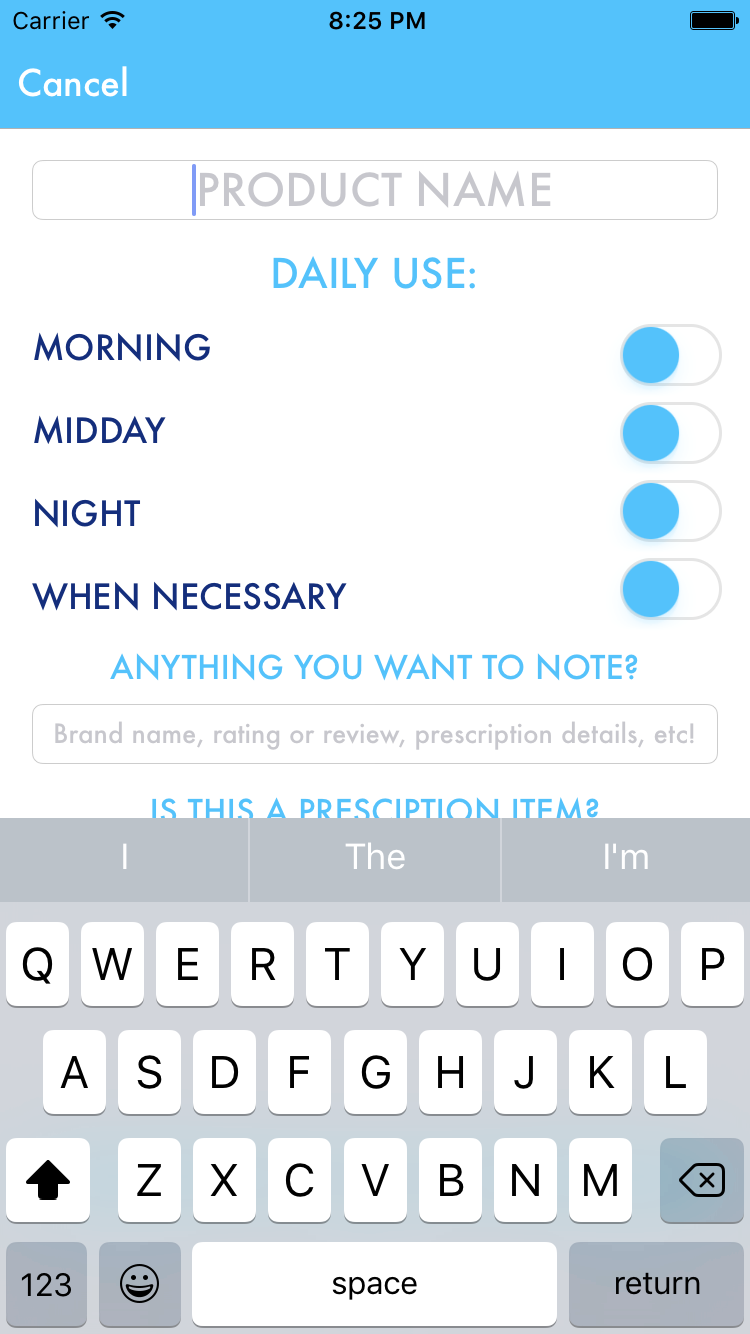 Carrier 8:25 PM
Cancel
PRODUCT NAME
DAILY USE:
MORNING
MIDDAY
NIGHT
WHEN NECESSARY
ANYTHING YOU WANT TO NOTE?
Brand name, rating or review, prescription details, etc!
IS THIS A PRESCIPTION ITEM?
I The I'm
Q W E R T Y U I O P
A S D F G H J K L
Z X C V B N M
123 space return